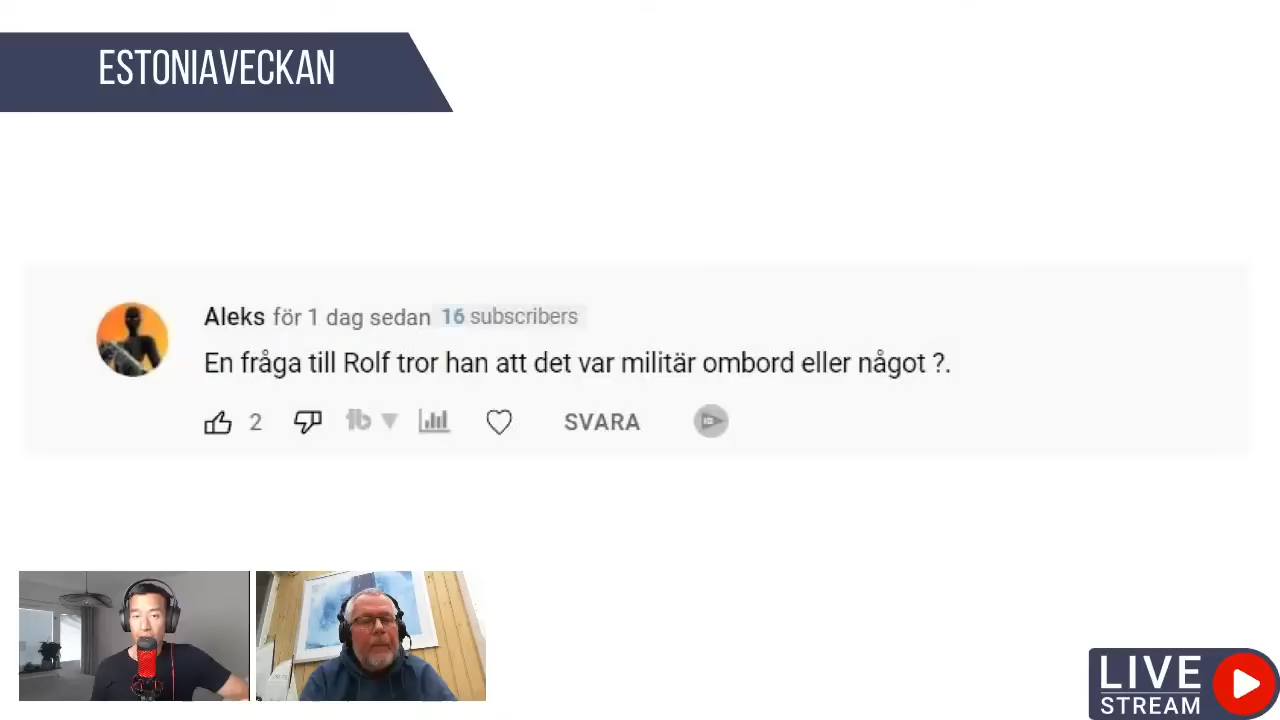 ESTONIAVECKAN
Aleks för 1 dag sedan 16 subscribers
En fråga till Rolf tror han att det var militär ombord eller något ?.
2 SVARA
LIVE
STREAM